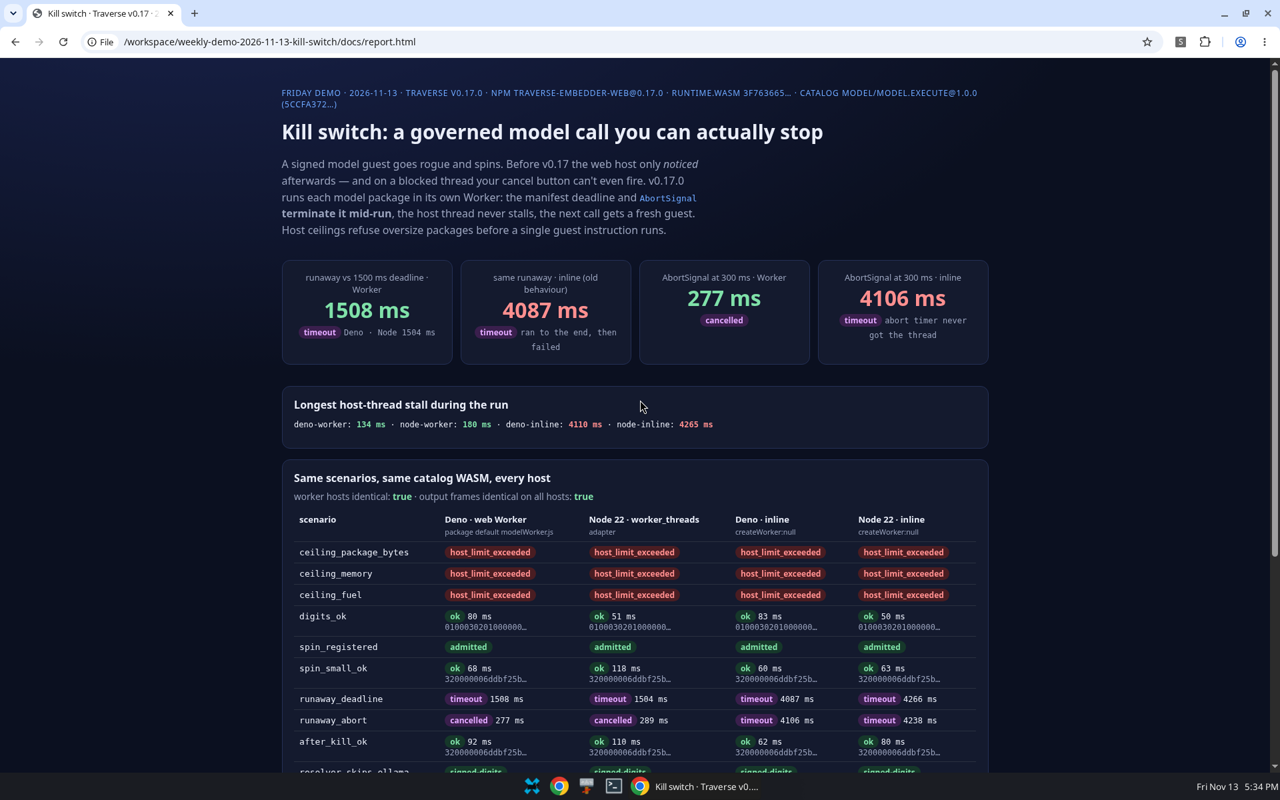 Kill switch · Traverse v0.17 · 2
File
/workspace/weekly-demo-2026-11-13-kill-switch/docs/report.html
S
FRIDAY DEMO · 2026-11-13 · TRAVERSE V0.17.0 · NPM TRAVERSE-EMBEDDER-WEB@0.17.0 · RUNTIME.WASM 3F763665… · CATALOG MODEL/MODEL.EXECUTE@1.0.0
(5CCFA372…)
Kill switch: a governed model call you can actually stop
A signed model guest goes rogue and spins. Before v0.17 the web host only noticed
afterwards — and on a blocked thread your cancel button can't even fire. v0.17.0
runs each model package in its own Worker: the manifest deadline and AbortSignal
terminate it mid-run, the host thread never stalls, the next call gets a fresh guest.
Host ceilings refuse oversize packages before a single guest instruction runs.
runaway vs 1500 ms deadline ·
Worker
1508 ms
timeout Deno · Node 1504 ms
same runaway · inline (old
behaviour)
4087 ms
timeout ran to the end, then
failed
AbortSignal at 300 ms · Worker
277 ms
cancelled
AbortSignal at 300 ms · inline
4106 ms
timeout abort timer never
got the thread
Longest host-thread stall during the run
deno-worker: 134 ms · node-worker: 180 ms · deno-inline: 4110 ms · node-inline: 4265 ms
Same scenarios, same catalog WASM, every host
worker hosts identical: true · output frames identical on all hosts: true
scenario Deno · web Worker Node 22 · worker_threads Deno · inline Node 22 · inline
package default modelWorker.js adapter createWorker:null createWorker:null
ceiling_package_bytes host_limit_exceeded host_limit_exceeded host_limit_exceeded host_limit_exceeded
ceiling_memory host_limit_exceeded host_limit_exceeded host_limit_exceeded host_limit_exceeded
ceiling_fuel host_limit_exceeded host_limit_exceeded host_limit_exceeded host_limit_exceeded
digits_ok ok 80 ms ok 51 ms ok 83 ms ok 50 ms
0100030201000000… 0100030201000000… 0100030201000000… 0100030201000000…
spin_registered admitted admitted admitted admitted
spin_small_ok ok 68 ms ok 118 ms ok 60 ms ok 63 ms
320000006ddbf25b… 320000006ddbf25b… 320000006ddbf25b… 320000006ddbf25b…
runaway_deadline timeout 1508 ms timeout 1504 ms timeout 4087 ms timeout 4266 ms
runaway_abort cancelled 277 ms cancelled 289 ms timeout 4106 ms timeout 4238 ms
after_kill_ok ok 92 ms ok 110 ms ok 62 ms ok 80 ms
320000006ddbf25b… 320000006ddbf25b… 320000006ddbf25b… 320000006ddbf25b…
resolver_skips_ollama signed-digits signed-digits signed-digits signed-digits
Kill switch · Traverse v0....
Fri Nov 13 5:34 PM